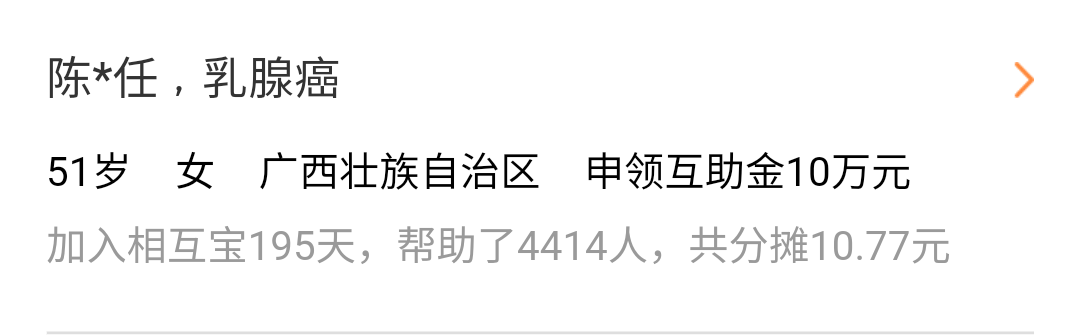 陈*任，乳腺癌
51岁 女 广西壮族自治区 申领互助金10万元
加入相互宝195天，帮助了4414人，共分摊10.77元